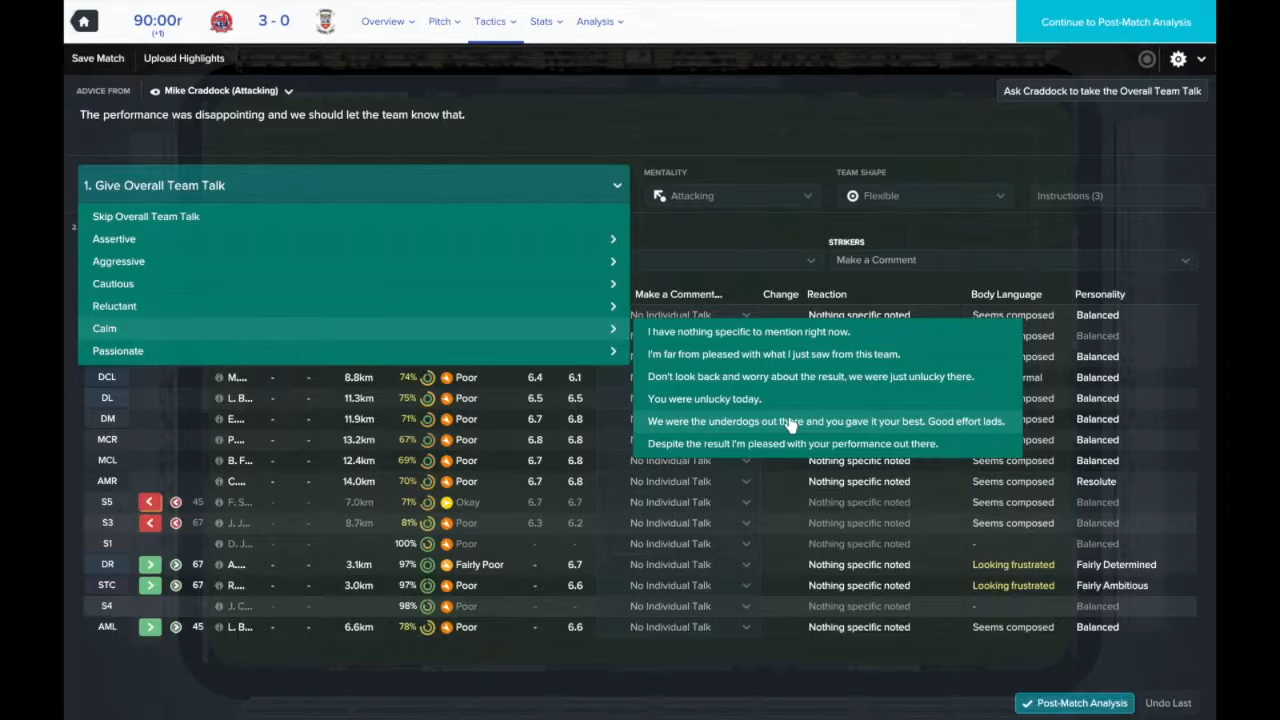 90:00r
(+1)
3 - 0
Overview
Pitch
Tactics
Stats
Analysis
Continue to Post-Match Analysis
Save Match
Upload Highlights
ADVICE FROM
Mike Craddock (Attacking)
Ask Craddock to take the Overall Team Talk
The performance was disappointing and we should let the team know that.
1. Give Overall Team Talk
MENTALITY
TEAM SHAPE
Attacking
Flexible
Instructions (3)
Skip Overall Team Talk
2.
Assertive
STRIKERS
Aggressive
Make a Comment
Cautious
Make a Comment... Change Reaction Body Language Personality
Reluctant
No Individual Talk Nothing specific noted Seems composed Balanced
Calm
I have nothing specific to mention right now.
Balanced
Passionate
I'm far from pleased with what I just saw from this team.
Balanced
DCL M.... - - 8.8km 74% Poor 6.4 6.1
Don't look back and worry about the result, we were just unlucky there.
Balanced
DL L. B... - - 11.3km 75% Poor 6.5 6.5
You were unlucky today.
Balanced
DM E.... - - 11.9km 71% Poor 6.7 6.8
We were the underdogs out there and you gave it your best. Good effort lads.
Balanced
MCR P.... - - 13.2km 67% Poor 6.8 6.8
Despite the result I'm pleased with your performance out there.
Balanced
MCL B. F... - - 12.4km 69% Poor 6.7 6.8 No Individual Talk Nothing specific noted Seems composed Balanced
AMR C.... - - 14.0km 70% Poor 6.7 6.8 No Individual Talk Nothing specific noted Seems composed Resolute
S5 45 F. S... - - 7.0km 71% Okay 6.7 6.7 No Individual Talk Nothing specific noted Seems composed Balanced
S3 67 J. J... - - 8.7km 81% Poor 6.3 6.2 No Individual Talk Nothing specific noted Seems composed Balanced
S1 D. J... - - 100% Poor - - No Individual Talk Nothing specific noted - Balanced
DR 67 A.... - - 3.1km 97% Fairly Poor - 6.7 No Individual Talk Nothing specific noted Looking frustrated Fairly Determined
STC 67 R.... - - 3.0km 97% Poor - 6.6 No Individual Talk Nothing specific noted Looking frustrated Fairly Ambitious
S4 J. C... - - 98% Poor - - No Individual Talk Nothing specific noted - Balanced
AML 45 L. B... - - 6.6km 78% Poor - 6.6 No Individual Talk Nothing specific noted Seems composed Balanced
Post-Match Analysis
Undo Last